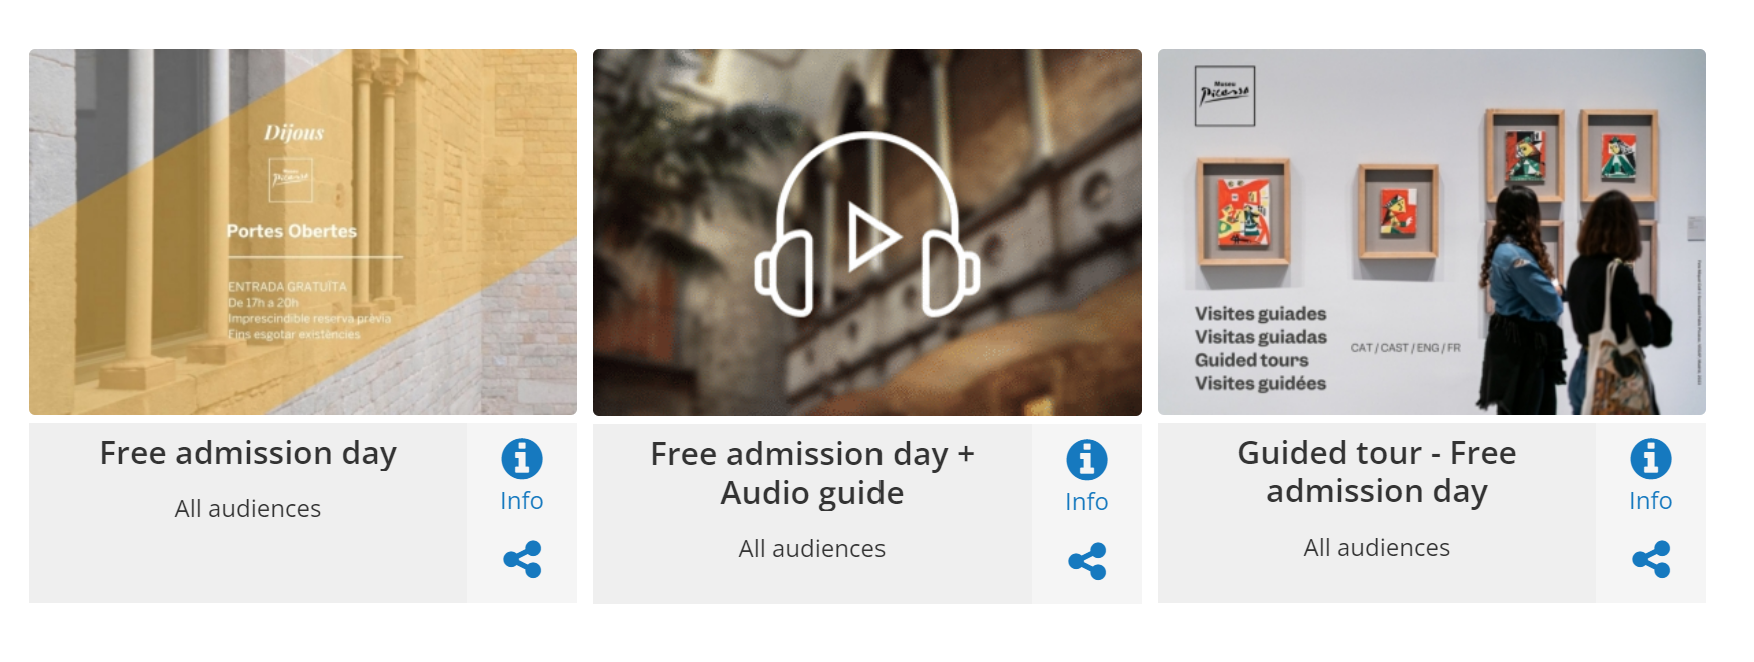 Dijous
Museu
Picasso
Portes Obertes
ENTRADA GRATUÏTA
De 17h a 20h
Imprescindible reserva prèvia
Fins esgotar existències
Free admission day
All audiences
Info
Free admission day +
Audio guide
All audiences
Info
Museu
Picasso
Visites guiades
Visitas guiadas
Guided tours
Visites guidées
CAT / CAST / ENG / FR
Guided tour - Free
admission day
All audiences
Info